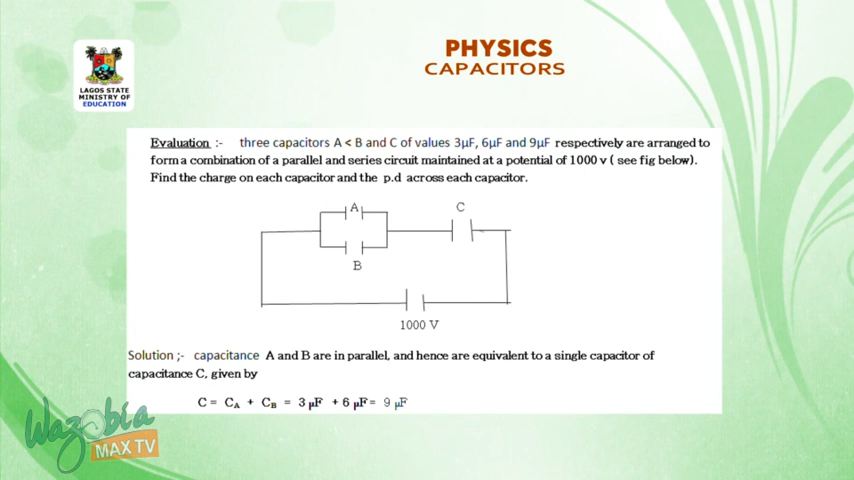 PHYSICS
CAPACITORS
LAGOS STATE
MINISTRY OF
EDUCATION
Evaluation :- three capacitors A < B and C of values 3µF, 6µF and 9µF respectively are arranged to
form a combination of a parallel and series circuit maintained at a potential of 1000 v ( see fig below).
Find the charge on each capacitor and the p.d across each capacitor.
A
C
B
1000 V
Solution ;- capacitance A and B are in parallel, and hence are equivalent to a single capacitor of
capacitance C, given by
C = CA + CB = 3 µF + 6 µF = 9 µF
Wazobia
MAX TV